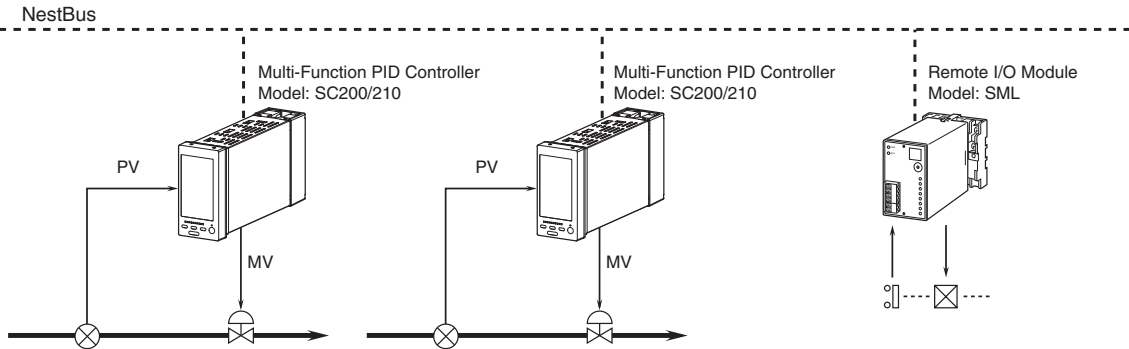 NestBus
Multi-Function PID Controller
Model: SC200/210
Multi-Function PID Controller
Model: SC200/210
Remote I/O Module
Model: SML
PV
PV
MV
MV